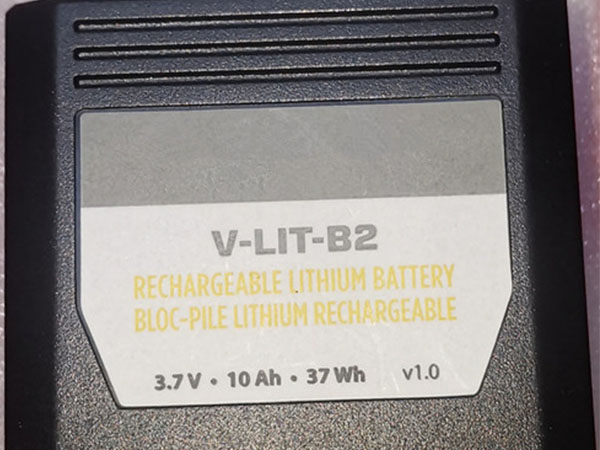 V-LIT-B2
RECHARGEABLE LITHIUM BATTERY
BLOC-PILE LITHIUM RECHARGEABLE
3.7 V • 10 Ah • 37 Wh v1.0